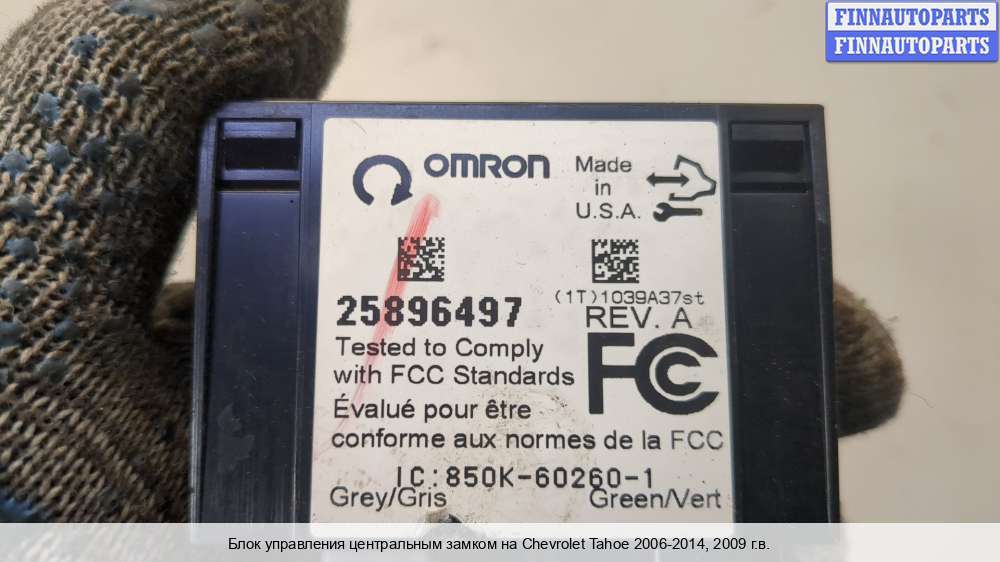 FINNAUTOPARTS
FINNAUTOPARTS
OMRON
Made
in
U.S.A.
25896497
(1T)1039A37st
REV. A
Tested to Comply
with FCC Standards
FC
Évalué pour être
conforme aux normes de la FCC
IC:850K-60260-1
Grey/Gris
Green/Vert
Блок управления центральным замком на Chevrolet Tahoe 2006-2014, 2009 г.в.